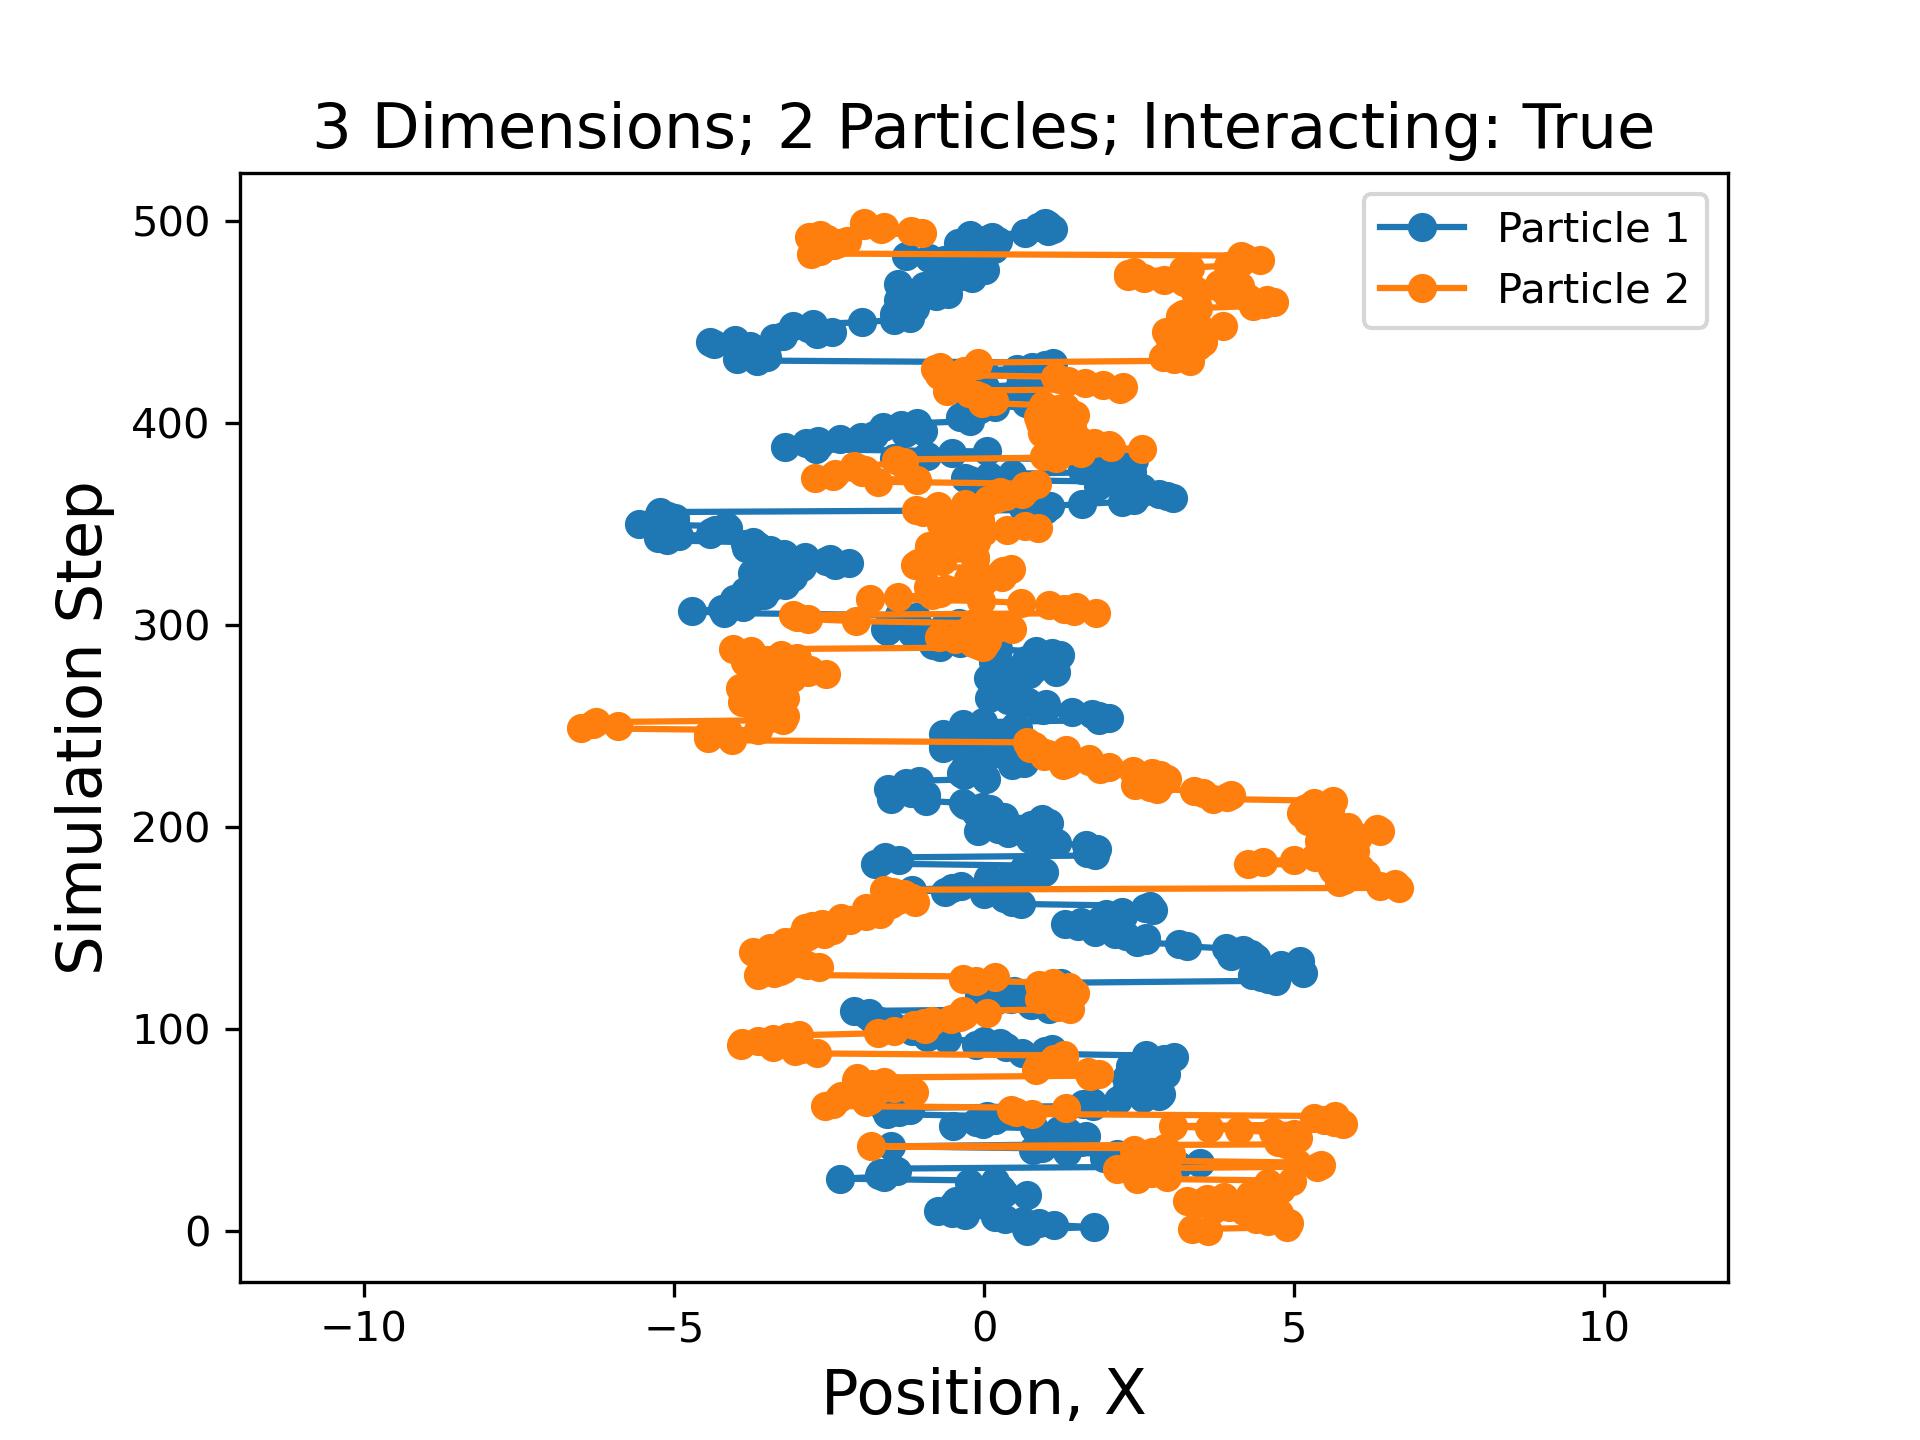 3 Dimensions; 2 Particles; Interacting: True
Particle 1
Particle 2
Simulation Step
500
400
300
200
100
0
−10
−5
0
5
10
Position, X